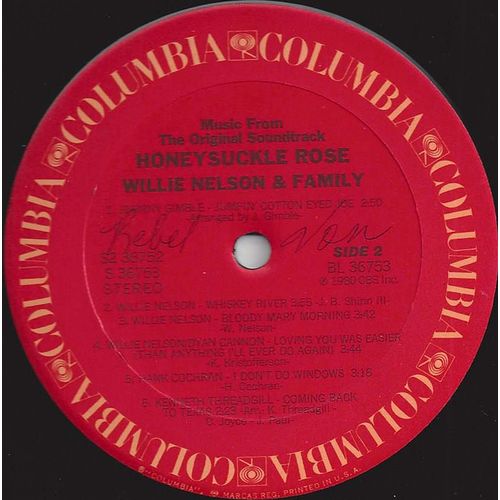 COLUMBIA COLUMBIA COLUMBIA COLUMBIA COLUMBIA COLUMBIA
Music From
The Original Soundtrack
HONEYSUCKLE ROSE
WILLIE NELSON & FAMILY
1. JOHNNY GIMBLE - JUMPIN' COTTON EYED JOE 2:50
Arranged by J. Gimble
Rebel Von
S2 36752
S 36753
STEREO
SIDE 2
BL 36753
℗ 1980 CBS Inc.
2. WILLIE NELSON - WHISKEY RIVER 3:55 - J. B. Shinn III -
3. WILLIE NELSON - BLOODY MARY MORNING 3:42
- W. Nelson -
4. WILLIE NELSON/DYAN CANNON - LOVING YOU WAS EASIER
(THAN ANYTHING I'LL EVER DO AGAIN) 3:44
- K. Kristofferson -
5. HANK COCHRAN - I DON'T DO WINDOWS 3:16
- H. Cochran -
6. KENNETH THREADGILL - COMING BACK
TO TEXAS 2:23 - Arr. K. Threadgill -
C. Joyce - J. Pain -
® "COLUMBIA", MARCAS REG. PRINTED IN U.S.A.